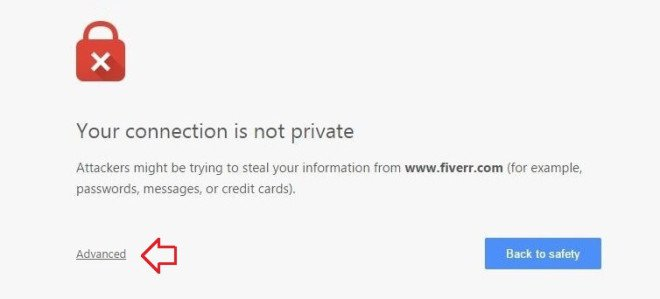 Your connection is not private
Attackers might be trying to steal your information from www.fiverr.com (for example,
passwords, messages, or credit cards).
Advanced
Back to safety